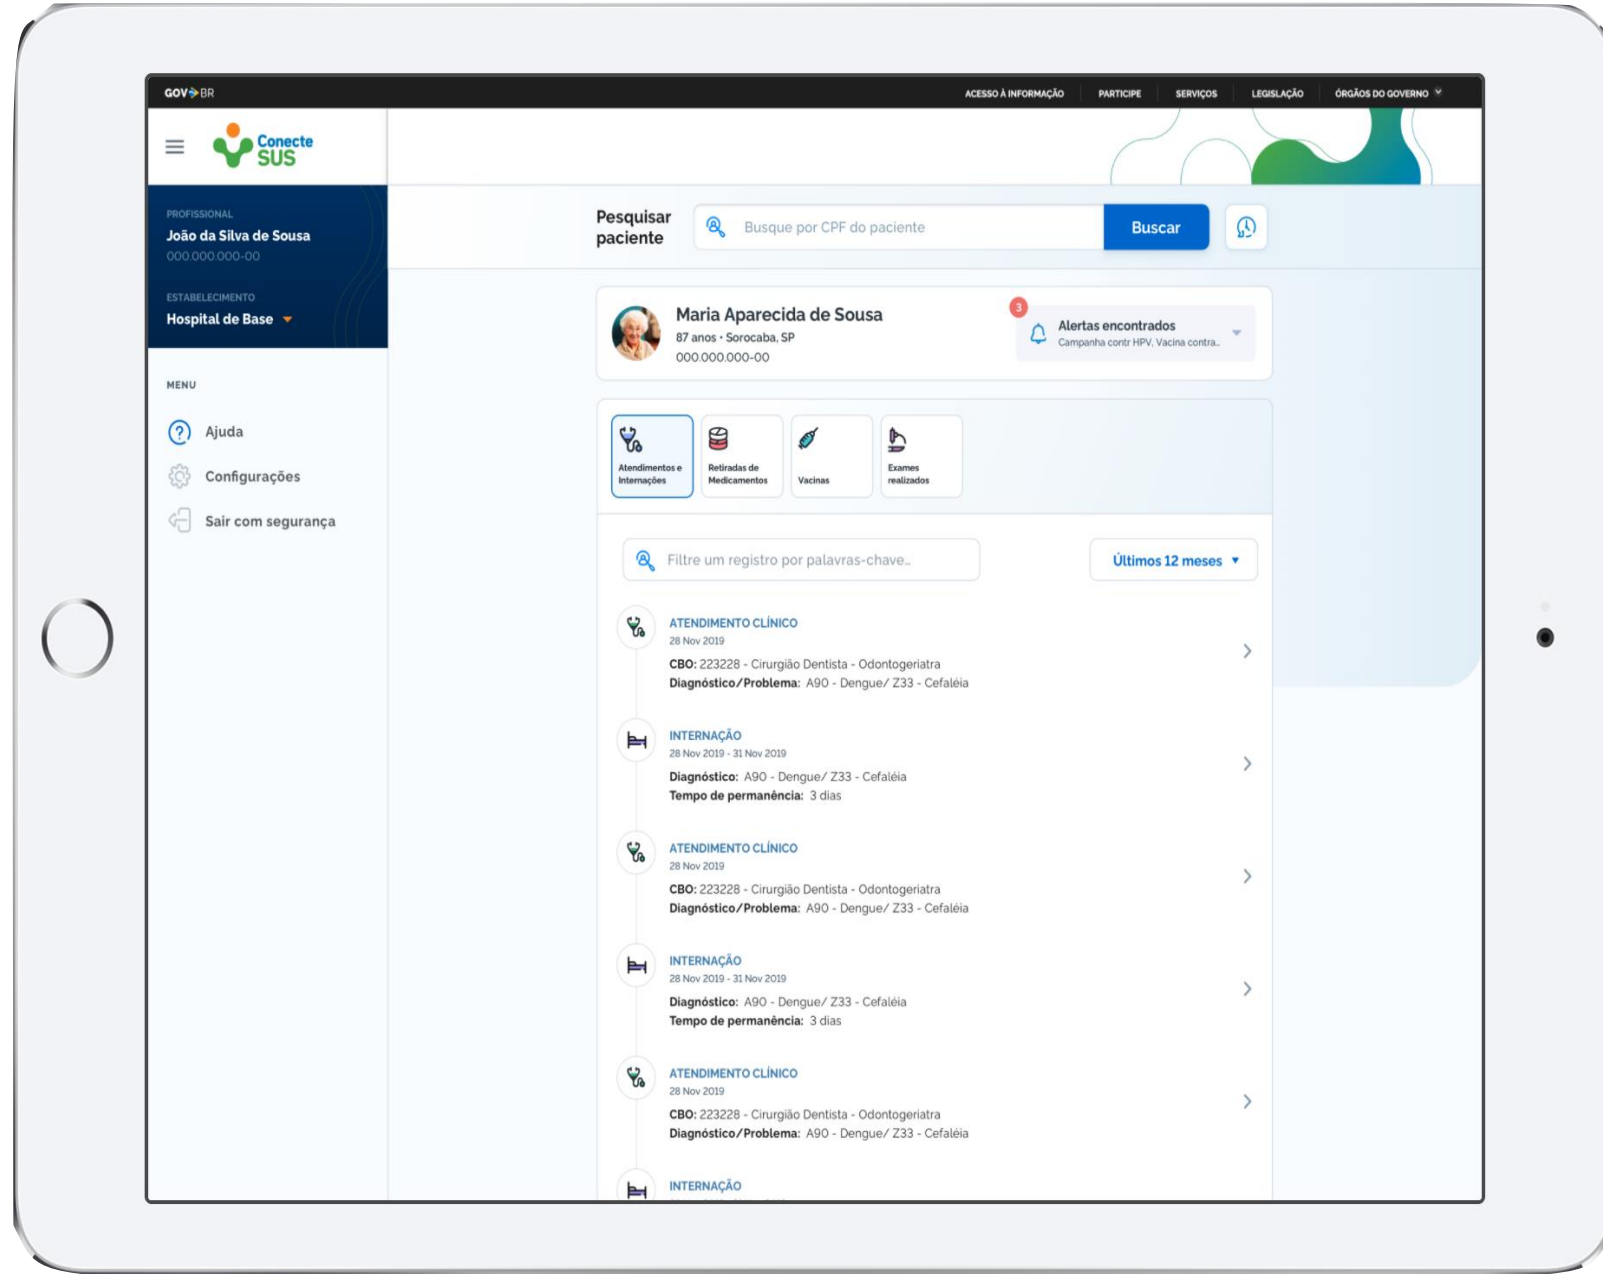 GOV BR
ACESSO À INFORMAÇÃO
PARTICIPE
SERVIÇOS
LEGISLAÇÃO
ÓRGÃOS DO GOVERNO
Conecte
SUS
PROFISSIONAL
João da Silva de Sousa
000.000.000-00
ESTABELECIMENTO
Hospital de Base
MENU
Ajuda
Configurações
Sair com segurança
Pesquisar
paciente
Busque por CPF do paciente
Buscar
Maria Aparecida de Sousa
87 anos • Sorocaba, SP
000.000.000-00
3
Alertas encontrados
Campanha contr HPV, Vacina contra..
Atendimentos e
Internações
Retiradas de
Medicamentos
Vacinas
Exames
realizados
Filtre um registro por palavras-chave...
Últimos 12 meses
ATENDIMENTO CLÍNICO
28 Nov 2019
CBO: 223228 - Cirurgião Dentista - Odontogeriatra
Diagnóstico/Problema: A90 - Dengue/ Z33 - Cefaléia
INTERNAÇÃO
28 Nov 2019 - 31 Nov 2019
Diagnóstico: A90 - Dengue/ Z33 - Cefaléia
Tempo de permanência: 3 dias
ATENDIMENTO CLÍNICO
28 Nov 2019
CBO: 223228 - Cirurgião Dentista - Odontogeriatra
Diagnóstico/Problema: A90 - Dengue/ Z33 - Cefaléia
INTERNAÇÃO
28 Nov 2019 - 31 Nov 2019
Diagnóstico: A90 - Dengue/ Z33 - Cefaléia
Tempo de permanência: 3 dias
ATENDIMENTO CLÍNICO
28 Nov 2019
CBO: 223228 - Cirurgião Dentista - Odontogeriatra
Diagnóstico/Problema: A90 - Dengue/ Z33 - Cefaléia
INTERNAÇÃO